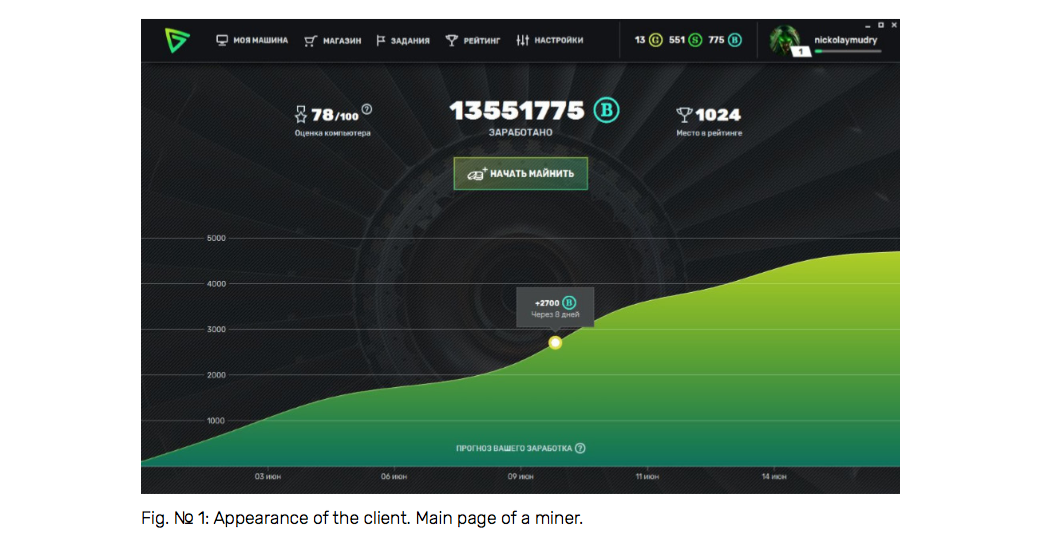 МОЯ МАШИНА МАГАЗИН ЗАДАНИЯ РЕЙТИНГ НАСТРОЙКИ 13 G 551 S 775 B 1 nickolaymudry
78/100 ?
Оценка компьютера
13551775 B
ЗАРАБОТАНО
1024
Место в рейтинге
НАЧАТЬ МАЙНИТЬ
5000
4000
3000
2000
1000
+2700 B
Через 8 дней
ПРОГНОЗ ВАШЕГО ЗАРАБОТКА ?
03 июн 06 июн 09 июн 11 июн 14 июн
Fig. № 1: Appearance of the client. Main page of a miner.